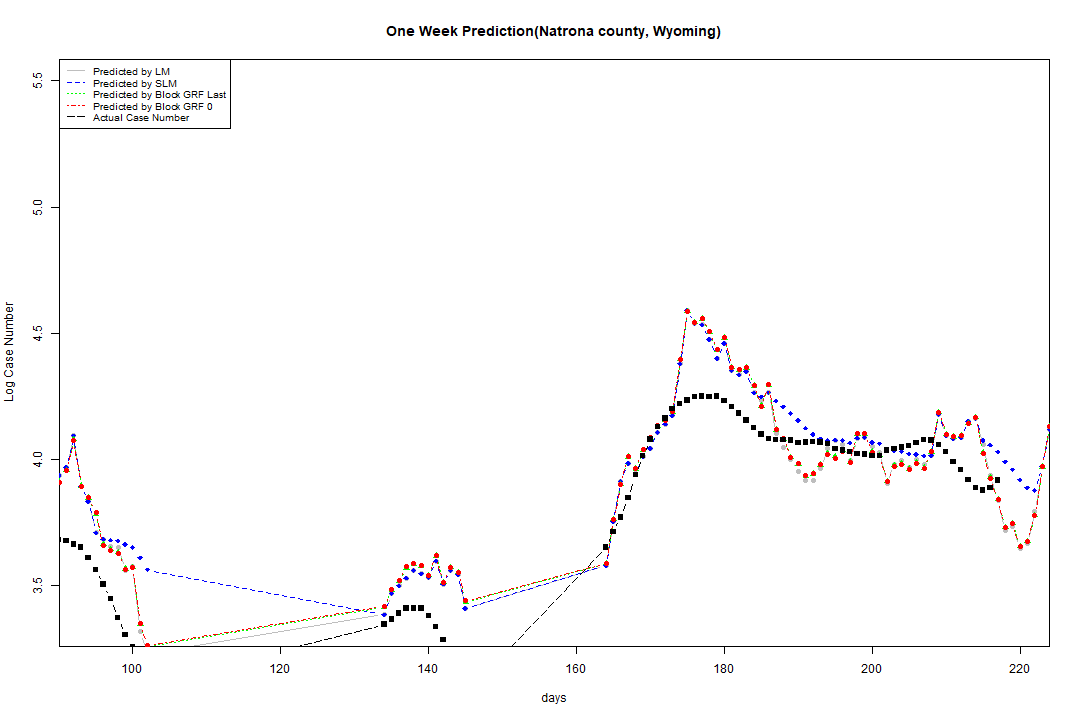 One Week Prediction(Natrona county, Wyoming)
Predicted by LM
Predicted by SLM
Predicted by Block GRF Last
Predicted by Block GRF 0
Actual Case Number
5.5
5.0
4.5
4.0
3.5
Log Case Number
100 120 140 160 180 200 220
days